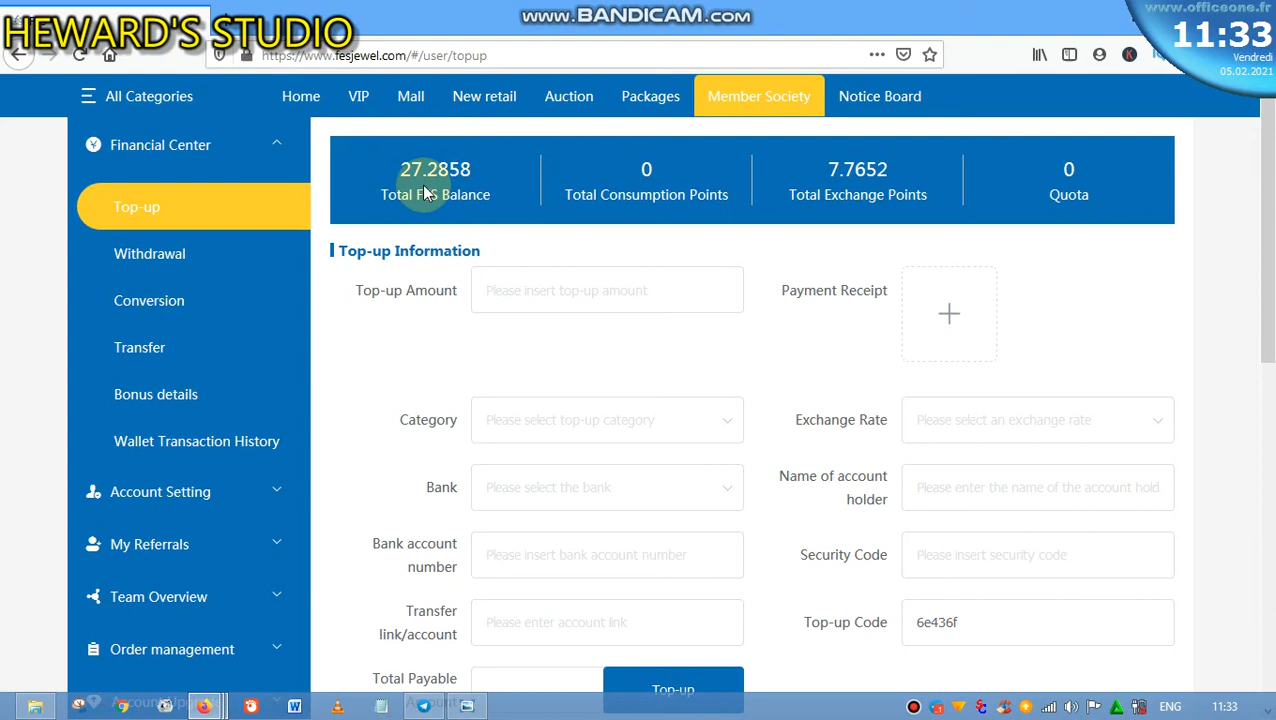 www.BANDICAM.com
www.officeone.fr
HEWARD'S STUDIO
11:33
Vendredi
05.02.2021
https://www.fesjewel.com/#/user/topup
All Categories
Home
VIP
Mall
New retail
Auction
Packages
Member Society
Notice Board
Financial Center
Top-up
Withdrawal
Conversion
Transfer
Bonus details
Wallet Transaction History
Account Setting
My Referrals
Team Overview
Order management
27.2858
Total FES Balance
0
Total Consumption Points
7.7652
Total Exchange Points
0
Quota
Top-up Information
Top-up Amount
Please insert top-up amount
Payment Receipt
Category
Please select top-up category
Exchange Rate
Please select an exchange rate
Bank
Please select the bank
Name of account
holder
Please enter the name of the account hold
Bank account
number
Please insert bank account number
Security Code
Please insert security code
Transfer
link/account
Please enter account link
Top-up Code
6e436f
Total Payable
Top-up
ENG
11:33